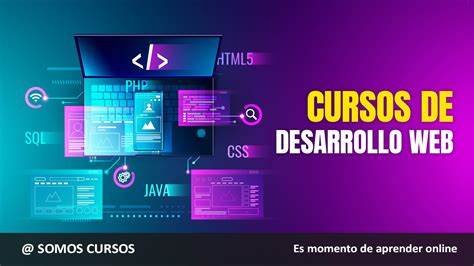 </>
HTML5
PHP
SQL
CSS
JAVA
CURSOS DE
DESARROLLO WEB
@ SOMOS CURSOS
Es momento de aprender online